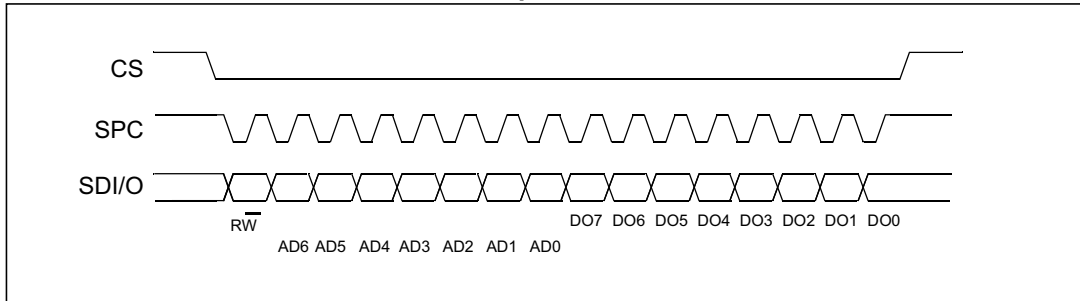 CS
SPC
SDI/O
RW
DO7 DO6 DO5 DO4 DO3 DO2 DO1 DO0
AD6 AD5 AD4 AD3 AD2 AD1 AD0